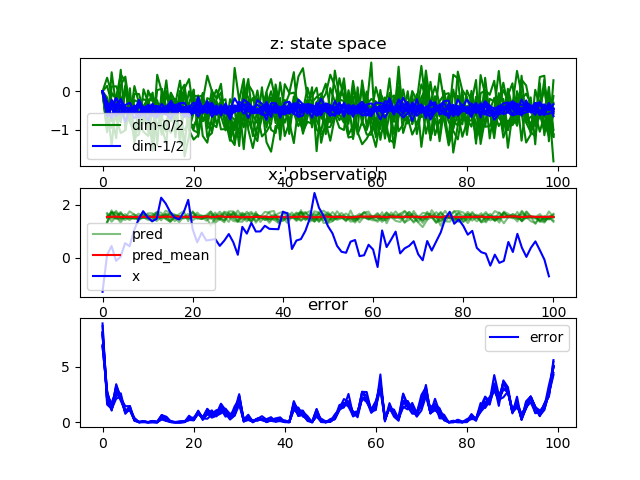 z: state space
0
−1
dim-0/2
dim-1/2
0 20 40 60 80 100
x: observation
2
0
pred
pred_mean
x
0 20 40 60 80 100
error
5
0
error
0 20 40 60 80 100